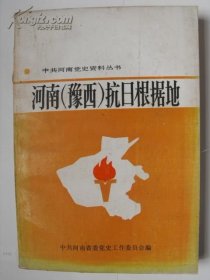 中共河南党史资料丛书
河南(豫西)抗日根据地
中共河南省委党史工作委员会编